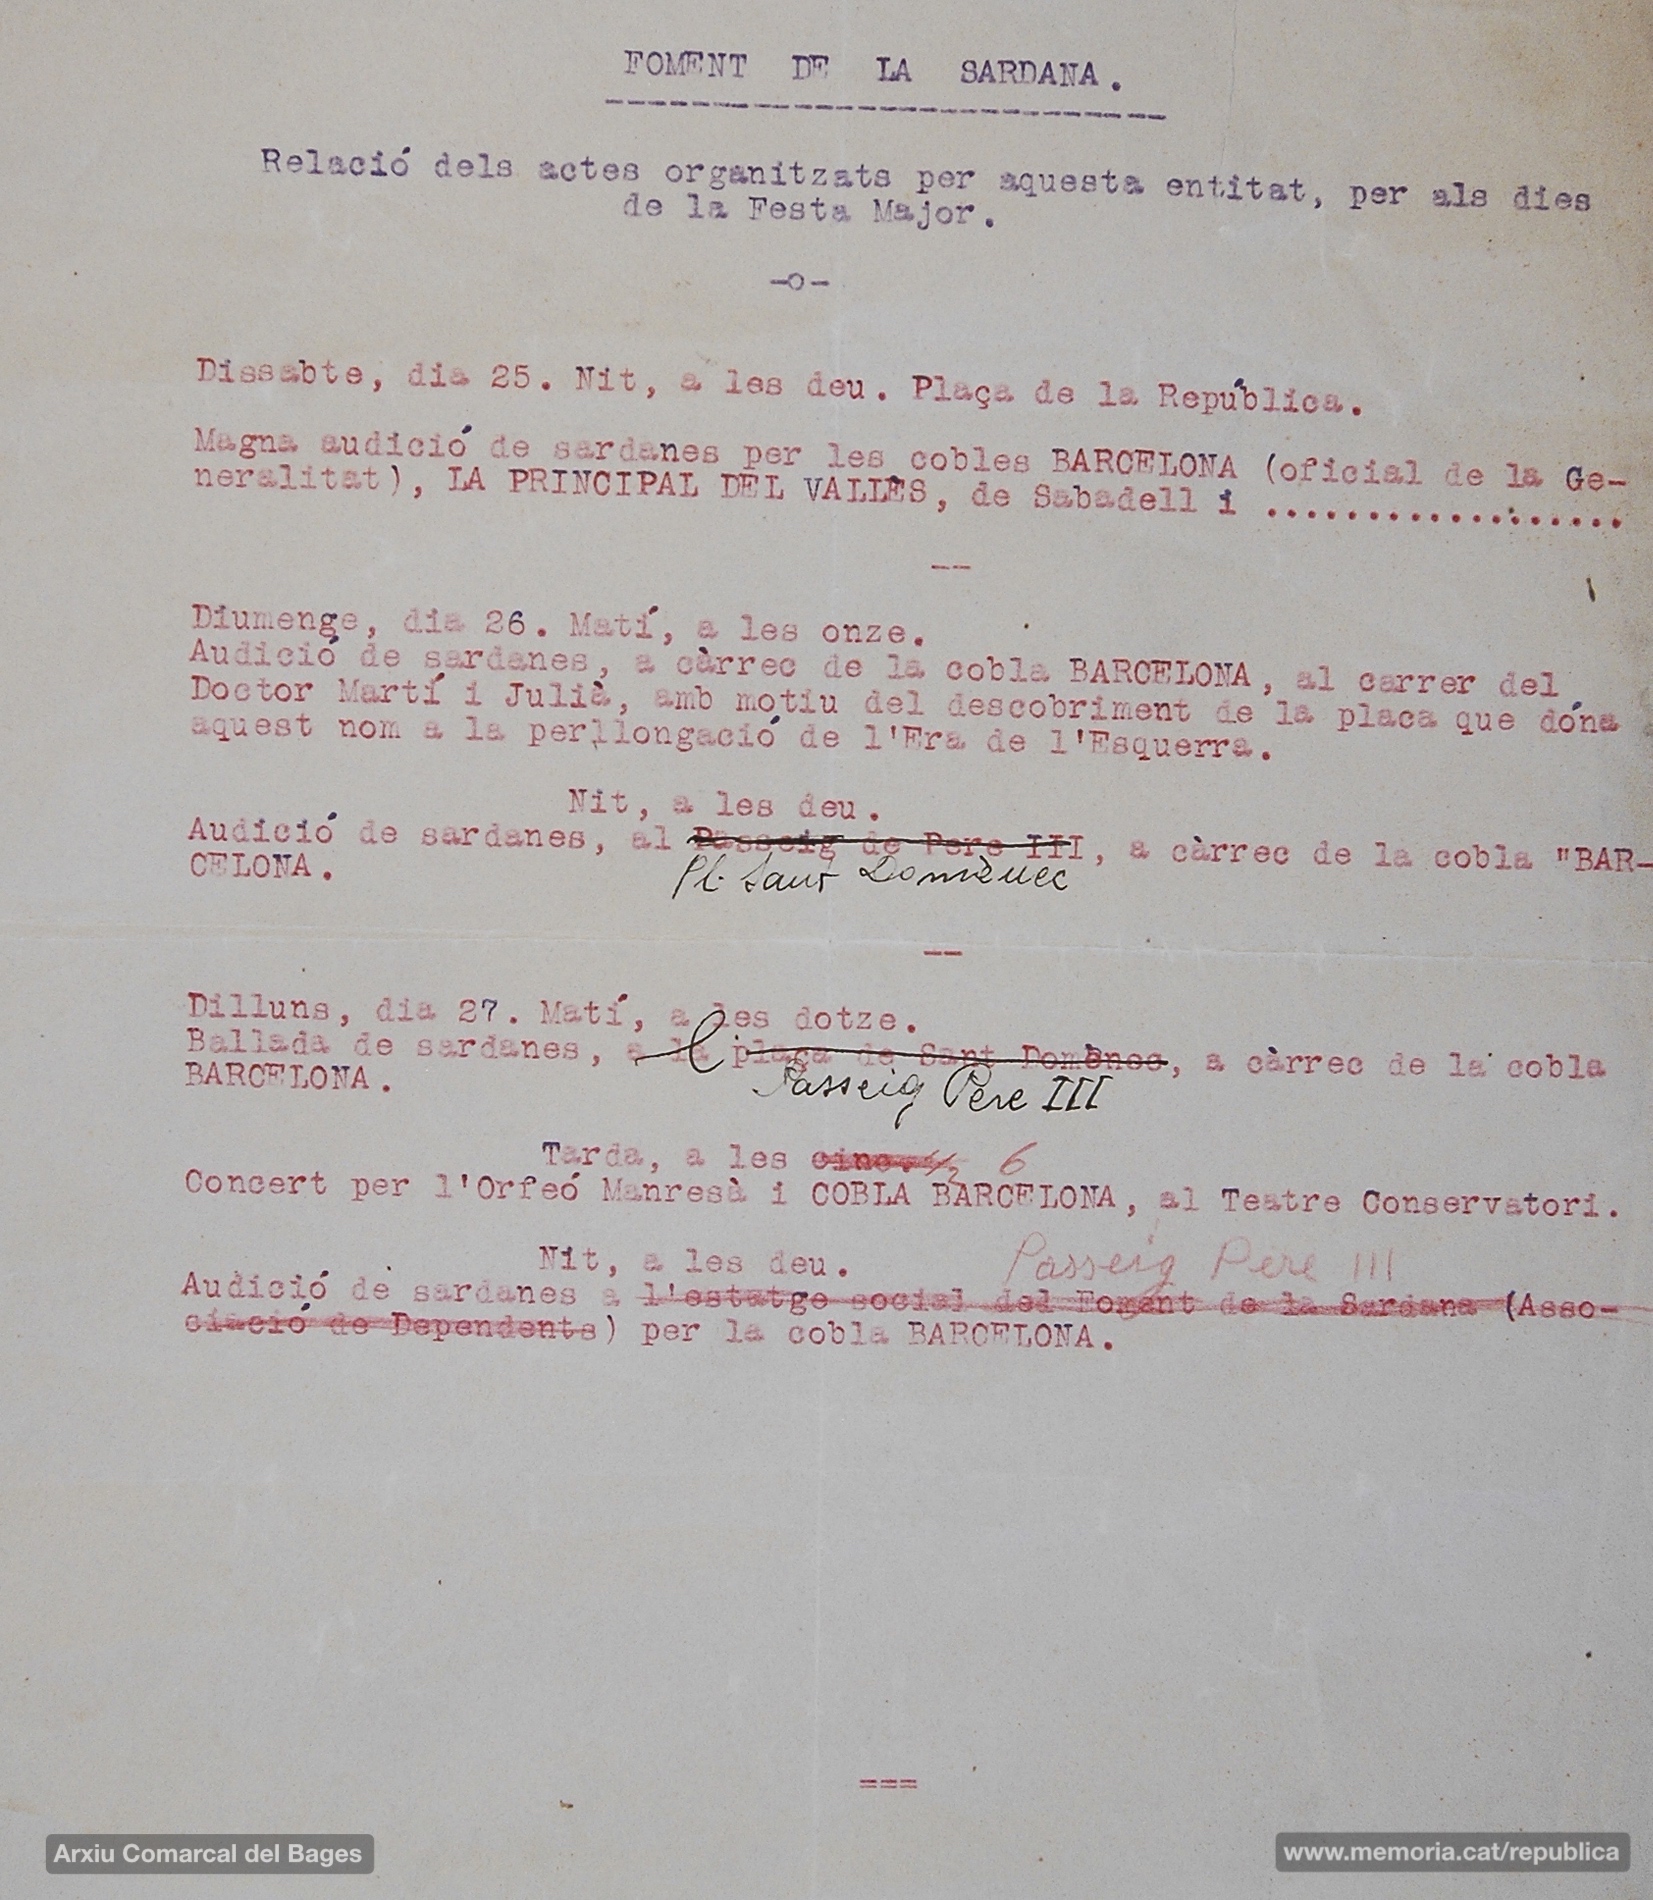 FOMENT DE LA SARDANA.
Relació dels actes organitzats per aquesta entitat, per als dies
de la Festa Major.
-o-
Dissabte, dia 25. Nit, a les deu. Plaça de la República.
Magna audició de sardanes per les cobles BARCELONA (oficial de la Ge-
neralitat), LA PRINCIPAL DEL VALLÈS, de Sabadell i ..................
--
Diumenge, dia 26. Matí, a les onze.
Audició de sardanes, a càrrec de la cobla BARCELONA, al carrer del
Doctor Martí i Julià, amb motiu del descobriment de la placa que dóna
aquest nom a la perllongació de l'Era de l'Esquerra.
Nit, a les deu.
Audició de sardanes, al Passeig de Pere III, a càrrec de la cobla "BAR-
Pl. Sant Domènec
CELONA.
--
Dilluns, dia 27. Matí, a les dotze.
Ballada de sardanes, a la plaça de Sant Domènec, a càrrec de la cobla
Passeig Pere III
BARCELONA.
Tarda, a les cinc. 6
Concert per l'Orfeó Manresà i COBLA BARCELONA, al Teatre Conservatori.
Nit, a les deu. Passeig Pere III
Audició de sardanes a l'estatge social del Foment de la Sardana (Asso-
ciació de Dependents) per la cobla BARCELONA.
===
Arxiu Comarcal del Bages
www.memoria.cat/republica